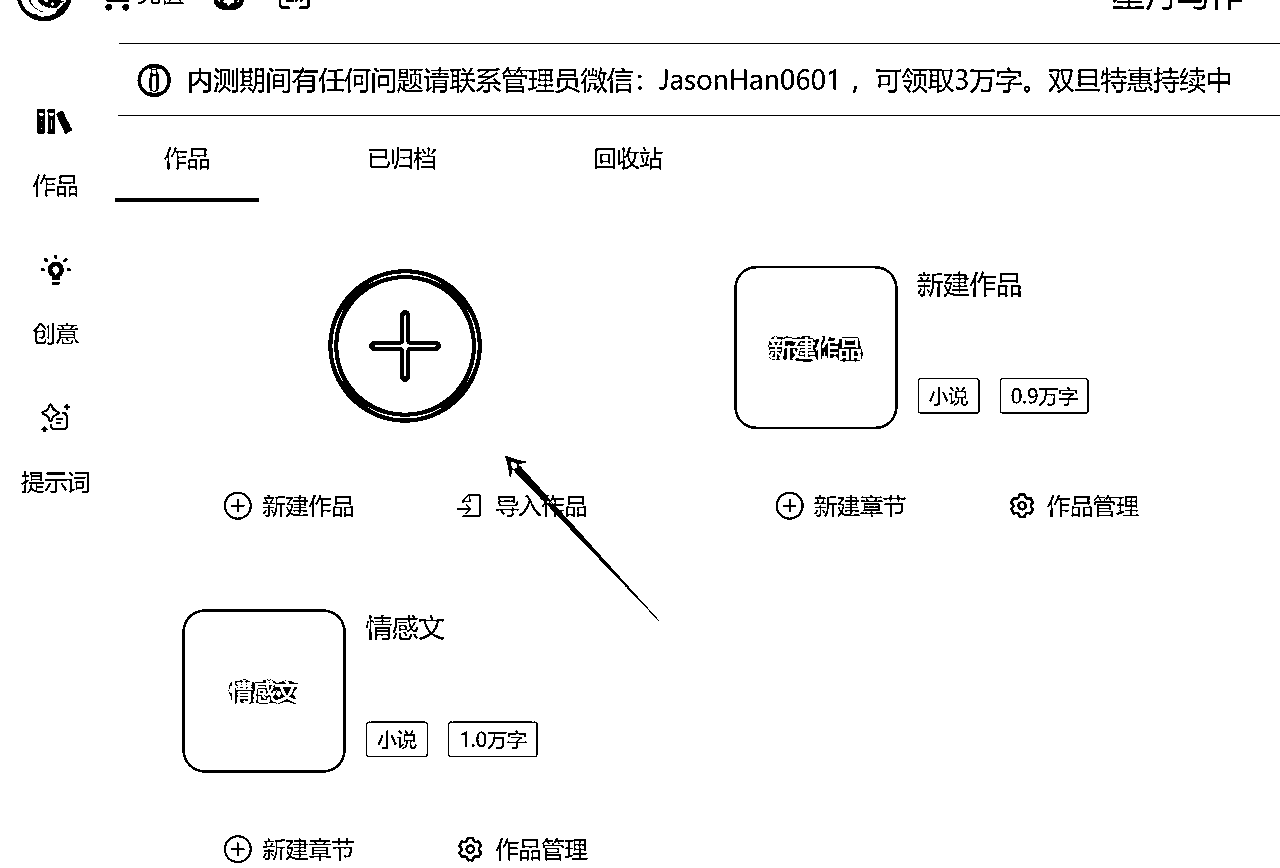 内测期间有任何问题请联系管理员微信：JasonHan0601 ，可领取3万字。双旦特惠持续中
作品
已归档
回收站
作品
创意
提示词
新建作品
新建作品
小说
0.9万字
新建作品
导入作品
新建章节
作品管理
情感文
情感文
小说
1.0万字
新建章节
作品管理